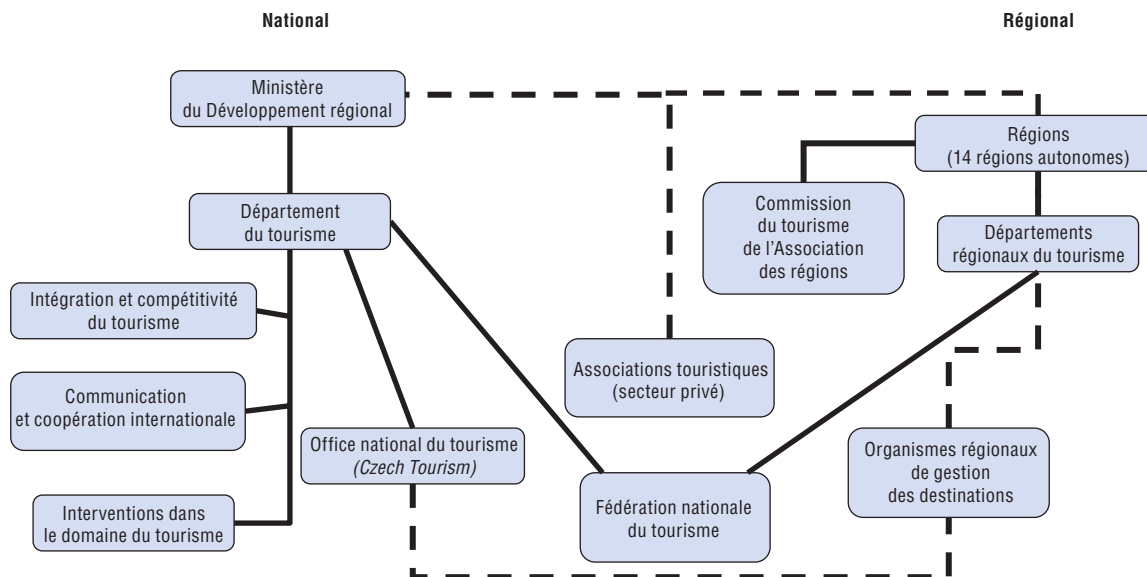 National
Régional
Ministère
du Développement régional
Régions
(14 régions autonomes)
Département
du tourisme
Commission
du tourisme
de l’Association
des régions
Départements
régionaux du tourisme
Intégration et compétitivité
du tourisme
Associations touristiques
(secteur privé)
Communication
et coopération internationale
Office national du tourisme
(Czech Tourism)
Organismes régionaux
de gestion
des destinations
Fédération nationale
du tourisme
Interventions dans
le domaine du tourisme